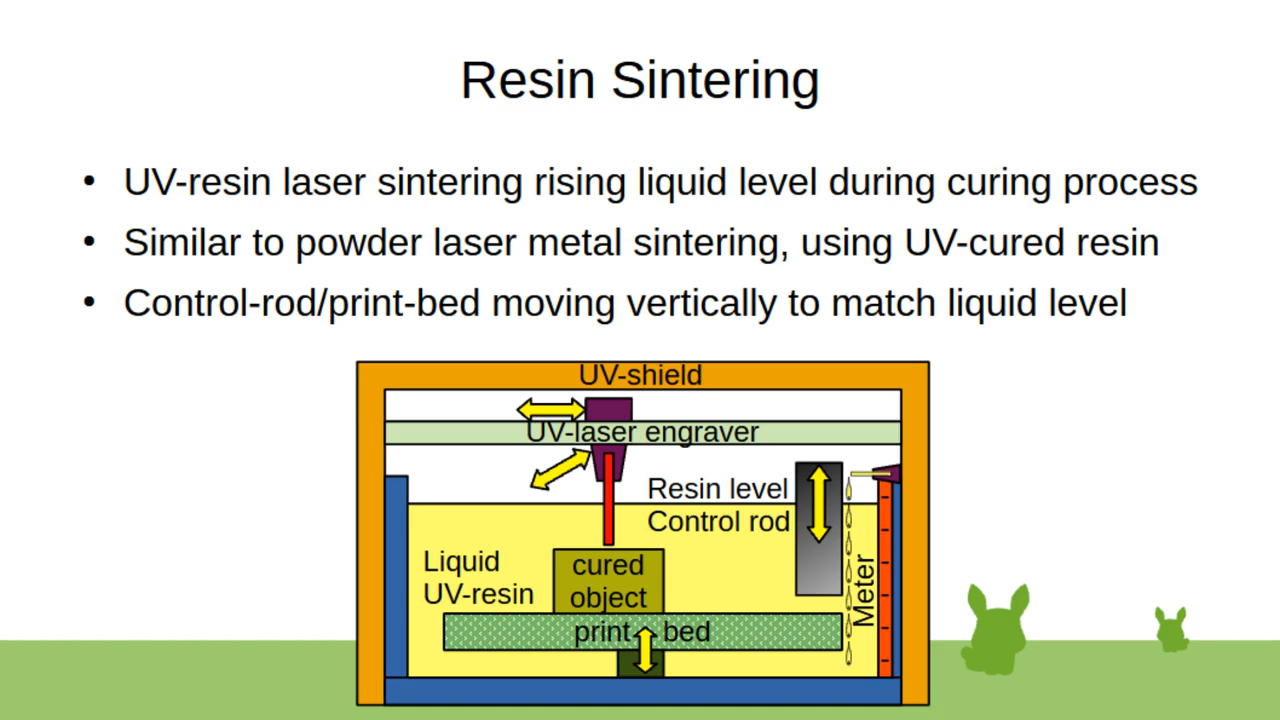 Resin Sintering
• UV-resin laser sintering rising liquid level during curing process
• Similar to powder laser metal sintering, using UV-cured resin
• Control-rod/print-bed moving vertically to match liquid level
UV-shield
UV-laser engraver
Resin level
Control rod
Liquid
UV-resin
cured
object
print bed
Meter